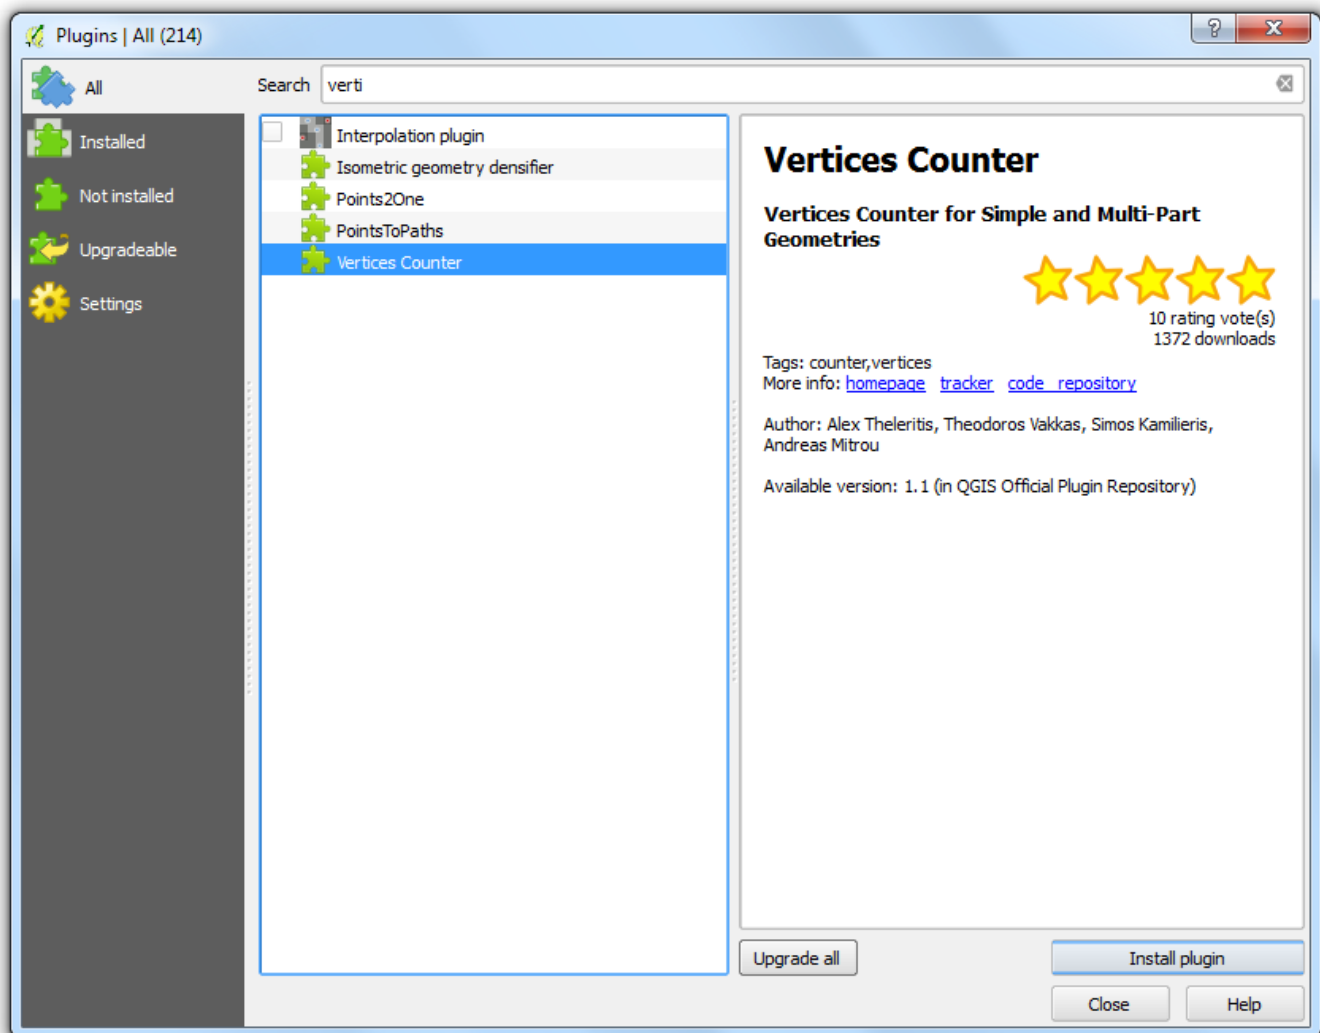 Plugins | All (214)
All
Installed
Not installed
Upgradeable
Settings
Search verti
Interpolation plugin
Isometric geometry densifier
Points2One
PointsToPaths
Vertices Counter
Vertices Counter
Vertices Counter for Simple and Multi-Part
Geometries
10 rating vote(s)
1372 downloads
Tags: counter,vertices
More info: homepage tracker code_repository
Author: Alex Theleritis, Theodoros Vakkas, Simos Kamilieris,
Andreas Mitrou
Available version: 1.1 (in QGIS Official Plugin Repository)
Upgrade all
Install plugin
Close
Help